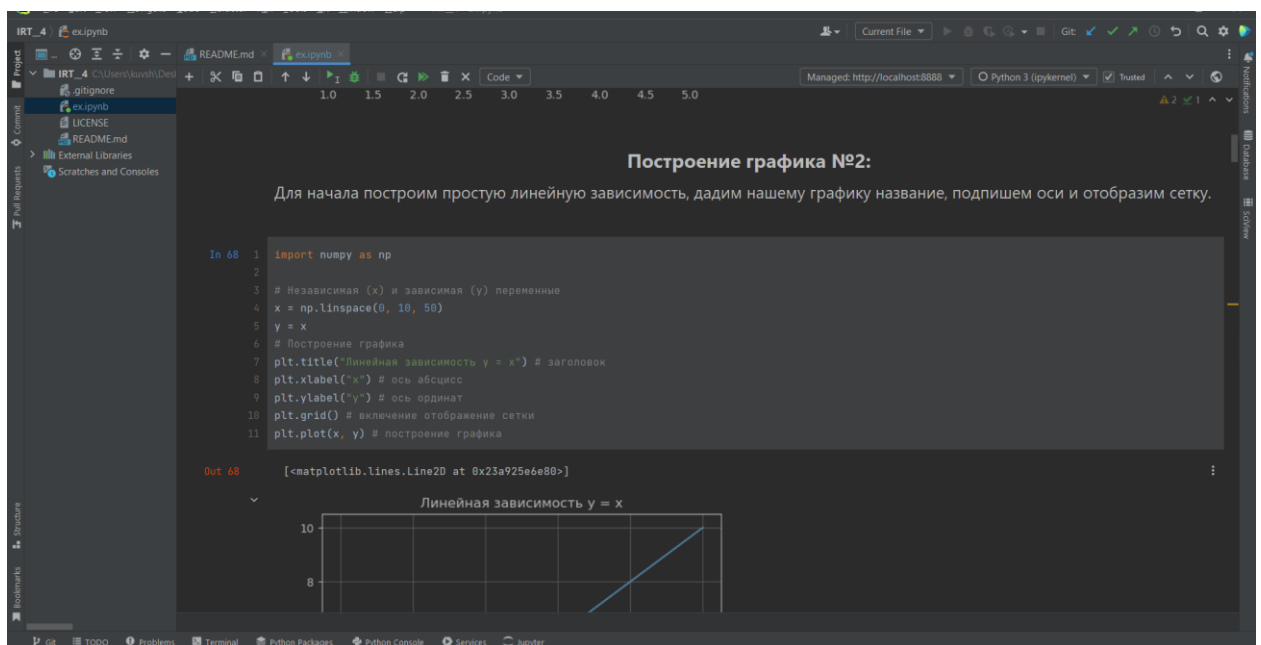 IRT_4 ex.ipynb Current File Git:
README.md ex.ipynb
IRT_4 C:\Users\kuvsh\Desl
Code Managed: http://localhost:8888 Python 3 (ipykernel) Trusted
.gitignore
ex.ipynb
LICENSE
README.md
External Libraries
Scratches and Consoles
Project
Commit
Pull Requests
Structure
Bookmarks
Notifications
Database
SciView
2 1
1.0 1.5 2.0 2.5 3.0 3.5 4.0 4.5 5.0
Построение графика №2:
Для начала построим простую линейную зависимость, дадим нашему графику название, подпишем оси и отобразим сетку.
In 68 1 import numpy as np
2
3 # Независимая (x) и зависимая (y) переменные
4 x = np.linspace(0, 10, 50)
5 y = x
6 # Построение графика
7 plt.title("Линейная зависимость y = x") # заголовок
8 plt.xlabel("x") # ось абсцисс
9 plt.ylabel("y") # ось ординат
10 plt.grid() # включение отображение сетки
11 plt.plot(x, y) # построение графика
Out 68 [<matplotlib.lines.Line2D at 0x23a925e6e80>]
Линейная зависимость y = x
10
8
Git TODO Problems Terminal Python Packages Python Console Services Jupyter